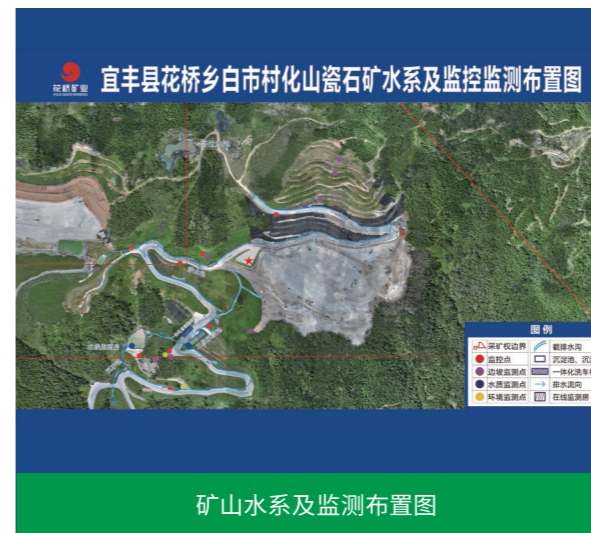 花桥矿业
宜丰县花桥乡白市村化山瓷石矿水系及监控监测布置图
图例
采矿权边界 截排水沟
监控点 沉淀池、沉
边坡监测点 一体化洗车
水质监测点 排水流向
环境监测点 在线监测房
矿山水系及监测布置图